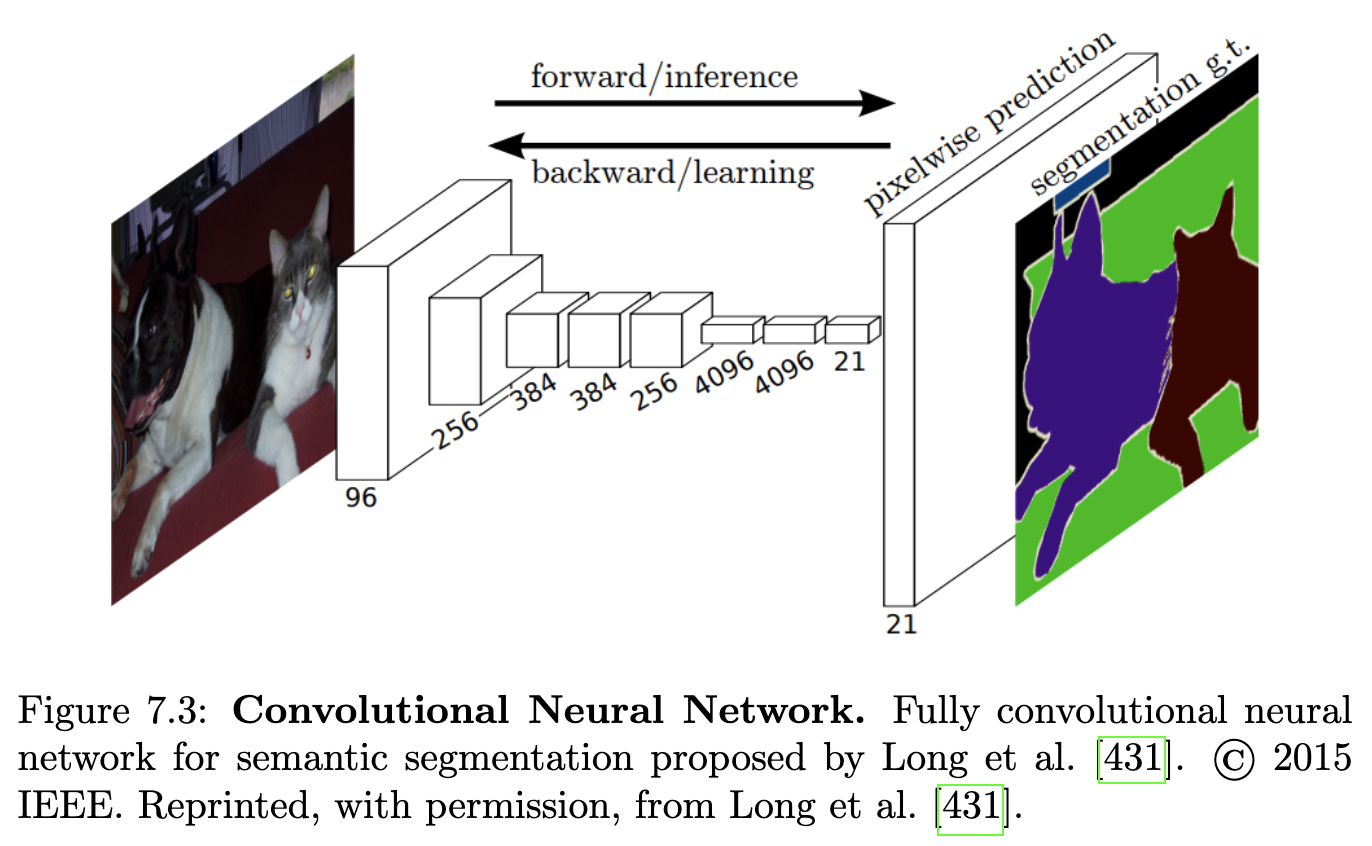 forward/inference
backward/learning
pixelwise prediction
segmentation g.t.
96
256
384
384
256
4096
4096
21
21
Figure 7.3: Convolutional Neural Network. Fully convolutional neural
network for semantic segmentation proposed by Long et al. [431]. © 2015
IEEE. Reprinted, with permission, from Long et al. [431].